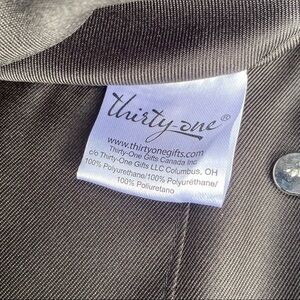 thirty-one®
www.thirtyonegifts.com
Thirty-One Gifts Canada Inc.
c/o Thirty-One Gifts LLC Columbus, OH
100% Polyurethane/100% Polyuréthane/
100% Poliuretano